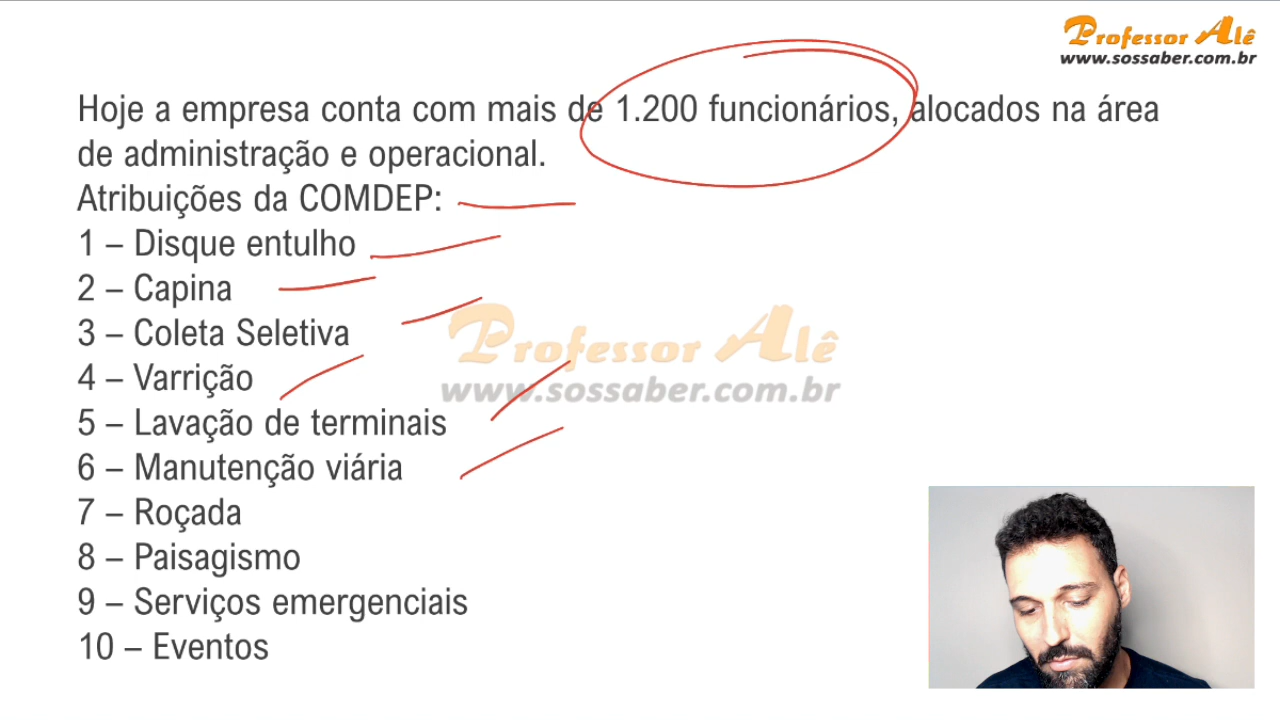 Professor Alê
www.sossaber.com.br
Hoje a empresa conta com mais de 1.200 funcionários, alocados na área
de administração e operacional.
Atribuições da COMDEP:
1 – Disque entulho
2 – Capina
3 – Coleta Seletiva
4 – Varrição
5 – Lavação de terminais
6 – Manutenção viária
7 – Roçada
8 – Paisagismo
9 – Serviços emergenciais
10 – Eventos
Professor Alê
www.sossaber.com.br